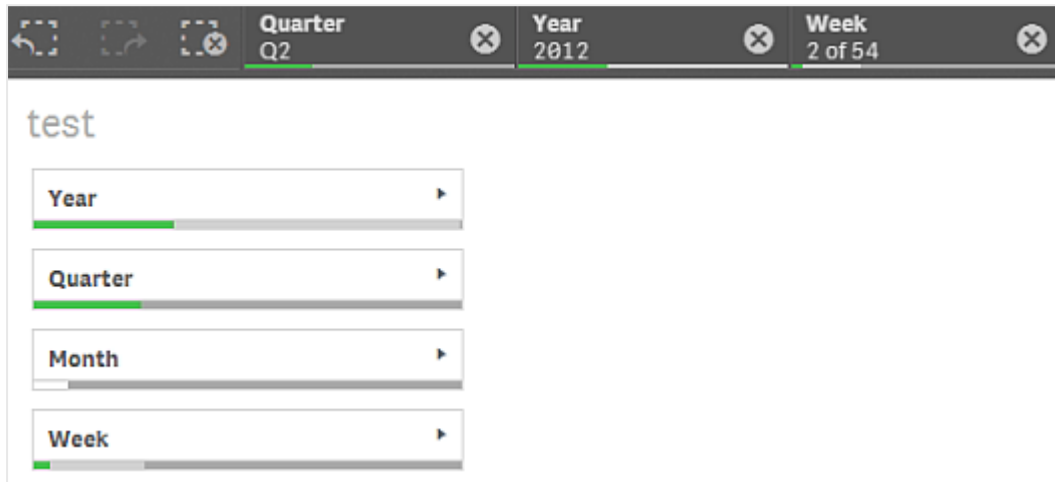 Quarter
Q2
Year
2012
Week
2 of 54
test
Year
Quarter
Month
Week